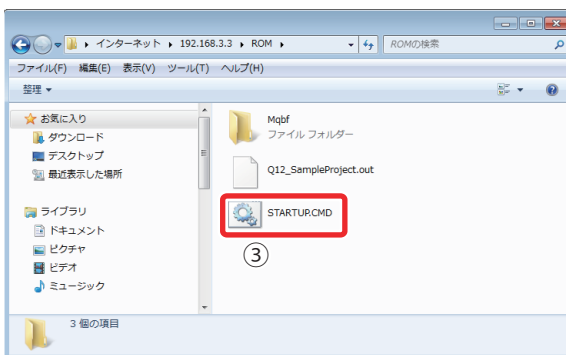 インターネット ▸ 192.168.3.3 ▸ ROM ▸
ROMの検索
ファイル(F) 編集(E) 表示(V) ツール(T) ヘルプ(H)
整理
お気に入り
ダウンロード
デスクトップ
最近表示した場所
ライブラリ
ドキュメント
ピクチャ
ビデオ
ミュージック
Mqbf
ファイル フォルダー
Q12_SampleProject.out
STARTUP.CMD
③
3 個の項目